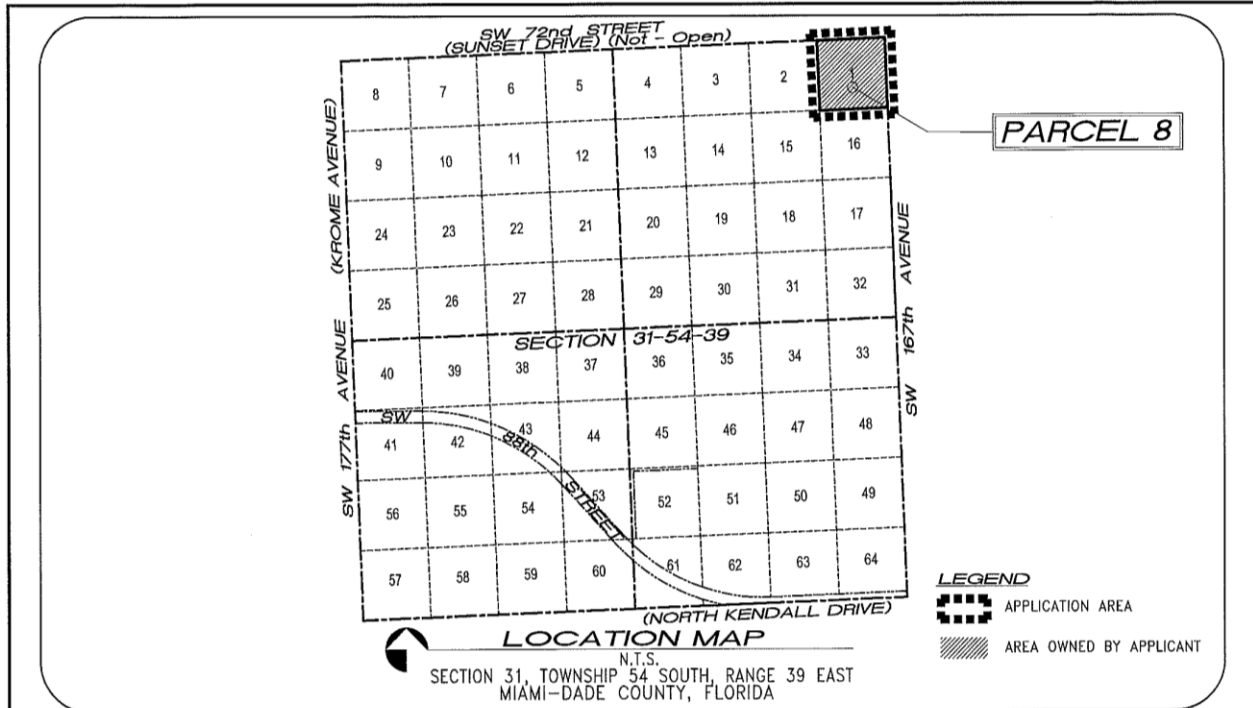 SW 72nd STREET
(SUNSET DRIVE) (Not - Open)
8 7 6 5 4 3 2 1
PARCEL 8
9 10 11 12 13 14 15 16
24 23 22 21 20 19 18 17
25 26 27 28 29 30 31 32
SECTION 31-54-39
40 39 38 37 36 35 34 33
41 42 43 44 45 46 47 48
56 55 54 53 52 51 50 49
57 58 59 60 61 62 63 64
SW 88th STREET
SW 177th AVENUE (KROME AVENUE)
SW 167th AVENUE
(NORTH KENDALL DRIVE)
LOCATION MAP
N.T.S.
SECTION 31, TOWNSHIP 54 SOUTH, RANGE 39 EAST
MIAMI-DADE COUNTY, FLORIDA
LEGEND
APPLICATION AREA
AREA OWNED BY APPLICANT